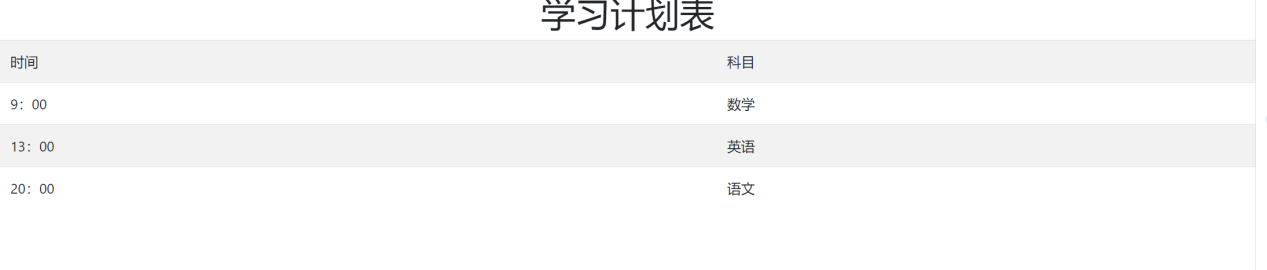 学习计划表
时间 科目
9：00 数学
13：00 英语
20：00 语文